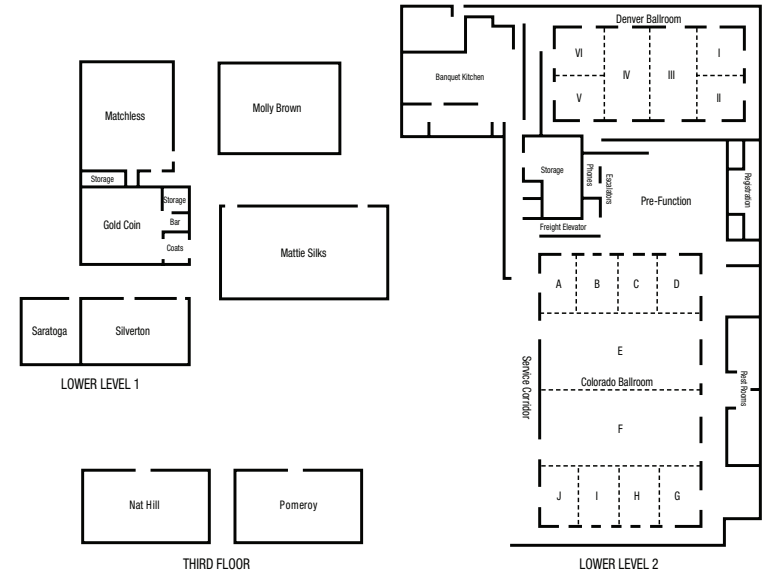 Matchless
Storage
Gold Coin
Storage
Bar
Coats
Saratoga
Silverton
LOWER LEVEL 1
Molly Brown
Mattie Silks
Nat Hill
Pomeroy
THIRD FLOOR
Denver Ballroom
Banquet Kitchen
VI
V
IV
III
I
II
Storage
Phones
Escalators
Pre-Function
Registration
Freight Elevator
A
B
C
D
E
Service Corridor
Colorado Ballroom
Rest Rooms
F
J
I
H
G
LOWER LEVEL 2